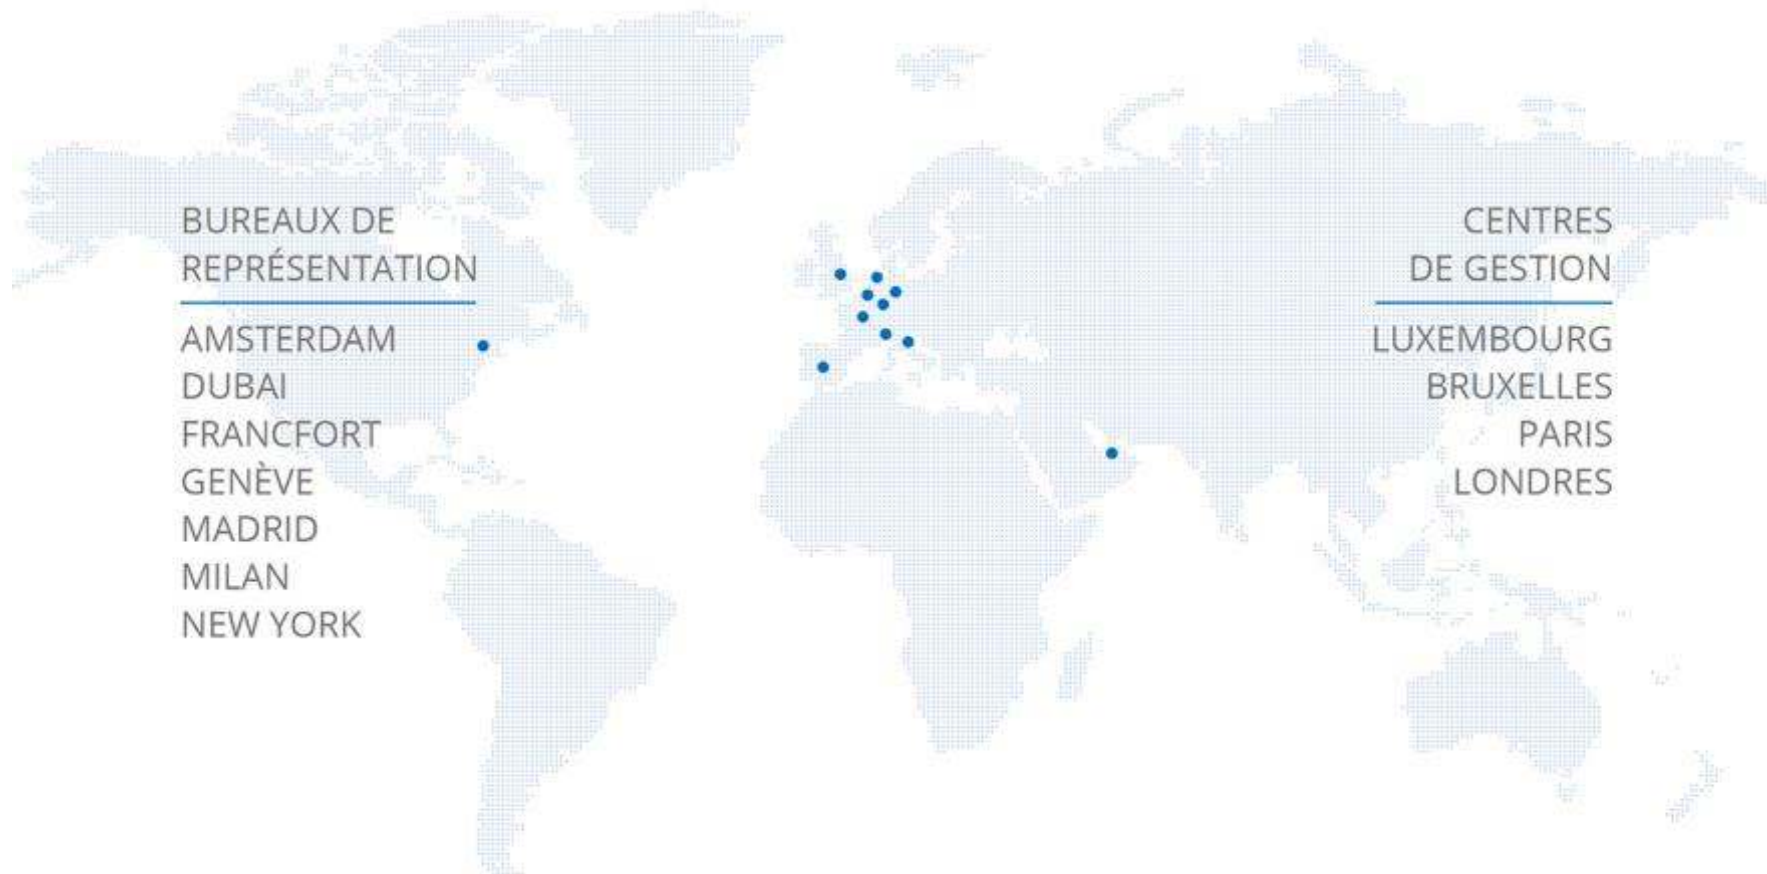 BUREAUX DE
REPRÉSENTATION
AMSTERDAM
DUBAI
FRANCFORT
GENÈVE
MADRID
MILAN
NEW YORK
CENTRES
DE GESTION
LUXEMBOURG
BRUXELLES
PARIS
LONDRES